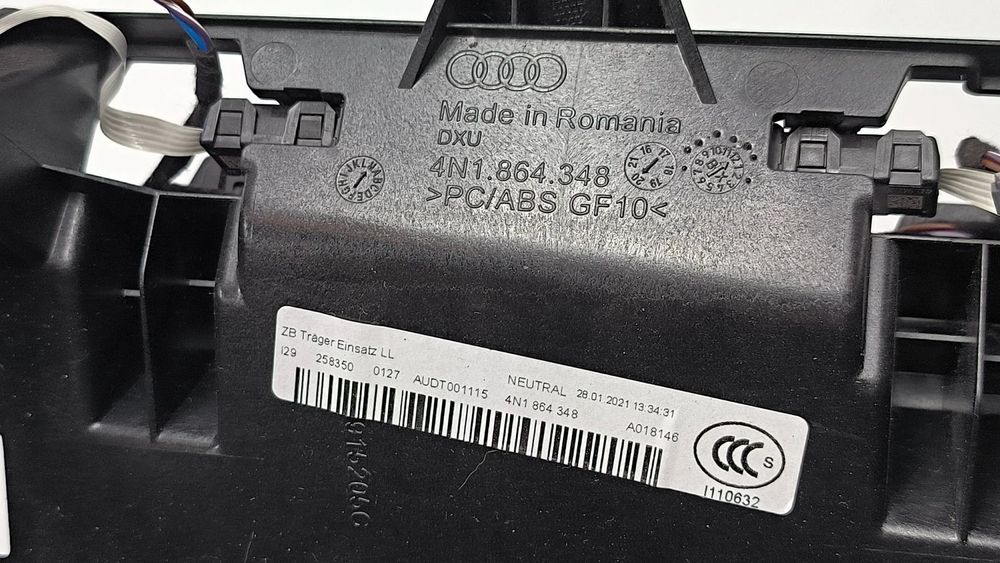 Made in Romania
DXU
4N1.864.348
>PC/ABS GF10<
ZB Träger Einsatz LL
I29 258350 0127 AUDT001115 NEUTRAL 28.01.2021 13:34:31
4N1 864 348 A018146
CCC S
I110632